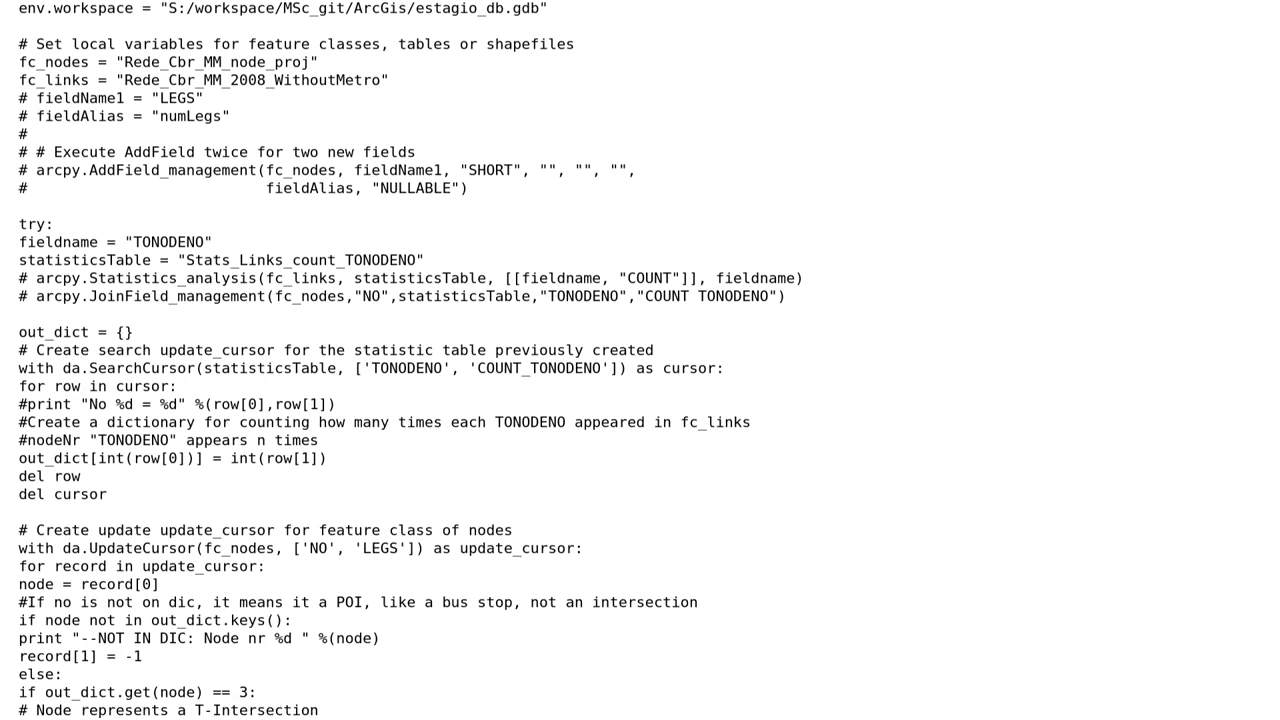 env.workspace = "S:/workspace/MSc_git/ArcGis/estagio_db.gdb"
# Set local variables for feature classes, tables or shapefiles
fc_nodes = "Rede_Cbr_MM_node_proj"
fc_links = "Rede_Cbr_MM_2008_WithoutMetro"
# fieldName1 = "LEGS"
# fieldAlias = "numLegs"
#
# # Execute AddField twice for two new fields
# arcpy.AddField_management(fc_nodes, fieldName1, "SHORT", "", "", "",
#                           fieldAlias, "NULLABLE")
try:
fieldname = "TONODENO"
statisticsTable = "Stats_Links_count_TONODENO"
# arcpy.Statistics_analysis(fc_links, statisticsTable, [[fieldname, "COUNT"]], fieldname)
# arcpy.JoinField_management(fc_nodes,"NO",statisticsTable,"TONODENO","COUNT TONODENO")
out_dict = {}
# Create search update_cursor for the statistic table previously created
with da.SearchCursor(statisticsTable, ['TONODENO', 'COUNT_TONODENO']) as cursor:
for row in cursor:
#print "No %d = %d" %(row[0],row[1])
#Create a dictionary for counting how many times each TONODENO appeared in fc_links
#nodeNr "TONODENO" appears n times
out_dict[int(row[0])] = int(row[1])
del row
del cursor
# Create update update_cursor for feature class of nodes
with da.UpdateCursor(fc_nodes, ['NO', 'LEGS']) as update_cursor:
for record in update_cursor:
node = record[0]
#If no is not on dic, it means it a POI, like a bus stop, not an intersection
if node not in out_dict.keys():
print "--NOT IN DIC: Node nr %d " %(node)
record[1] = -1
else:
if out_dict.get(node) == 3:
# Node represents a T-Intersection